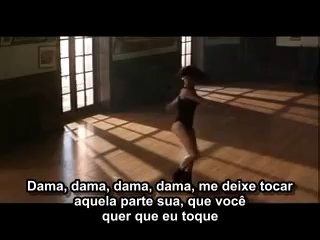 Dama, dama, dama, dama, me deixe tocar
aquela parte sua, que você
quer que eu toque